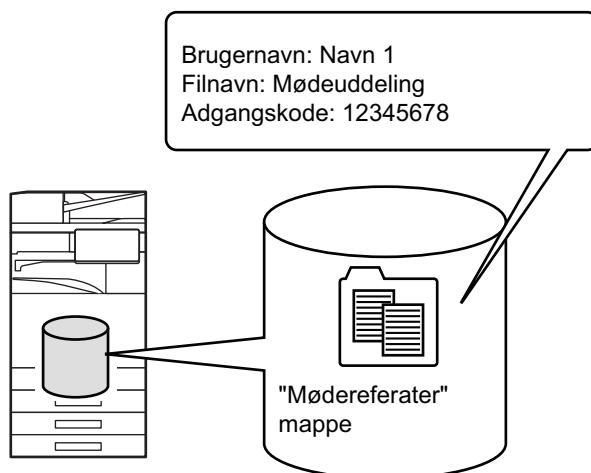 Brugernavn: Navn 1
Filnavn: Mødeuddeling
Adgangskode: 12345678
"Mødereferater"
mappe